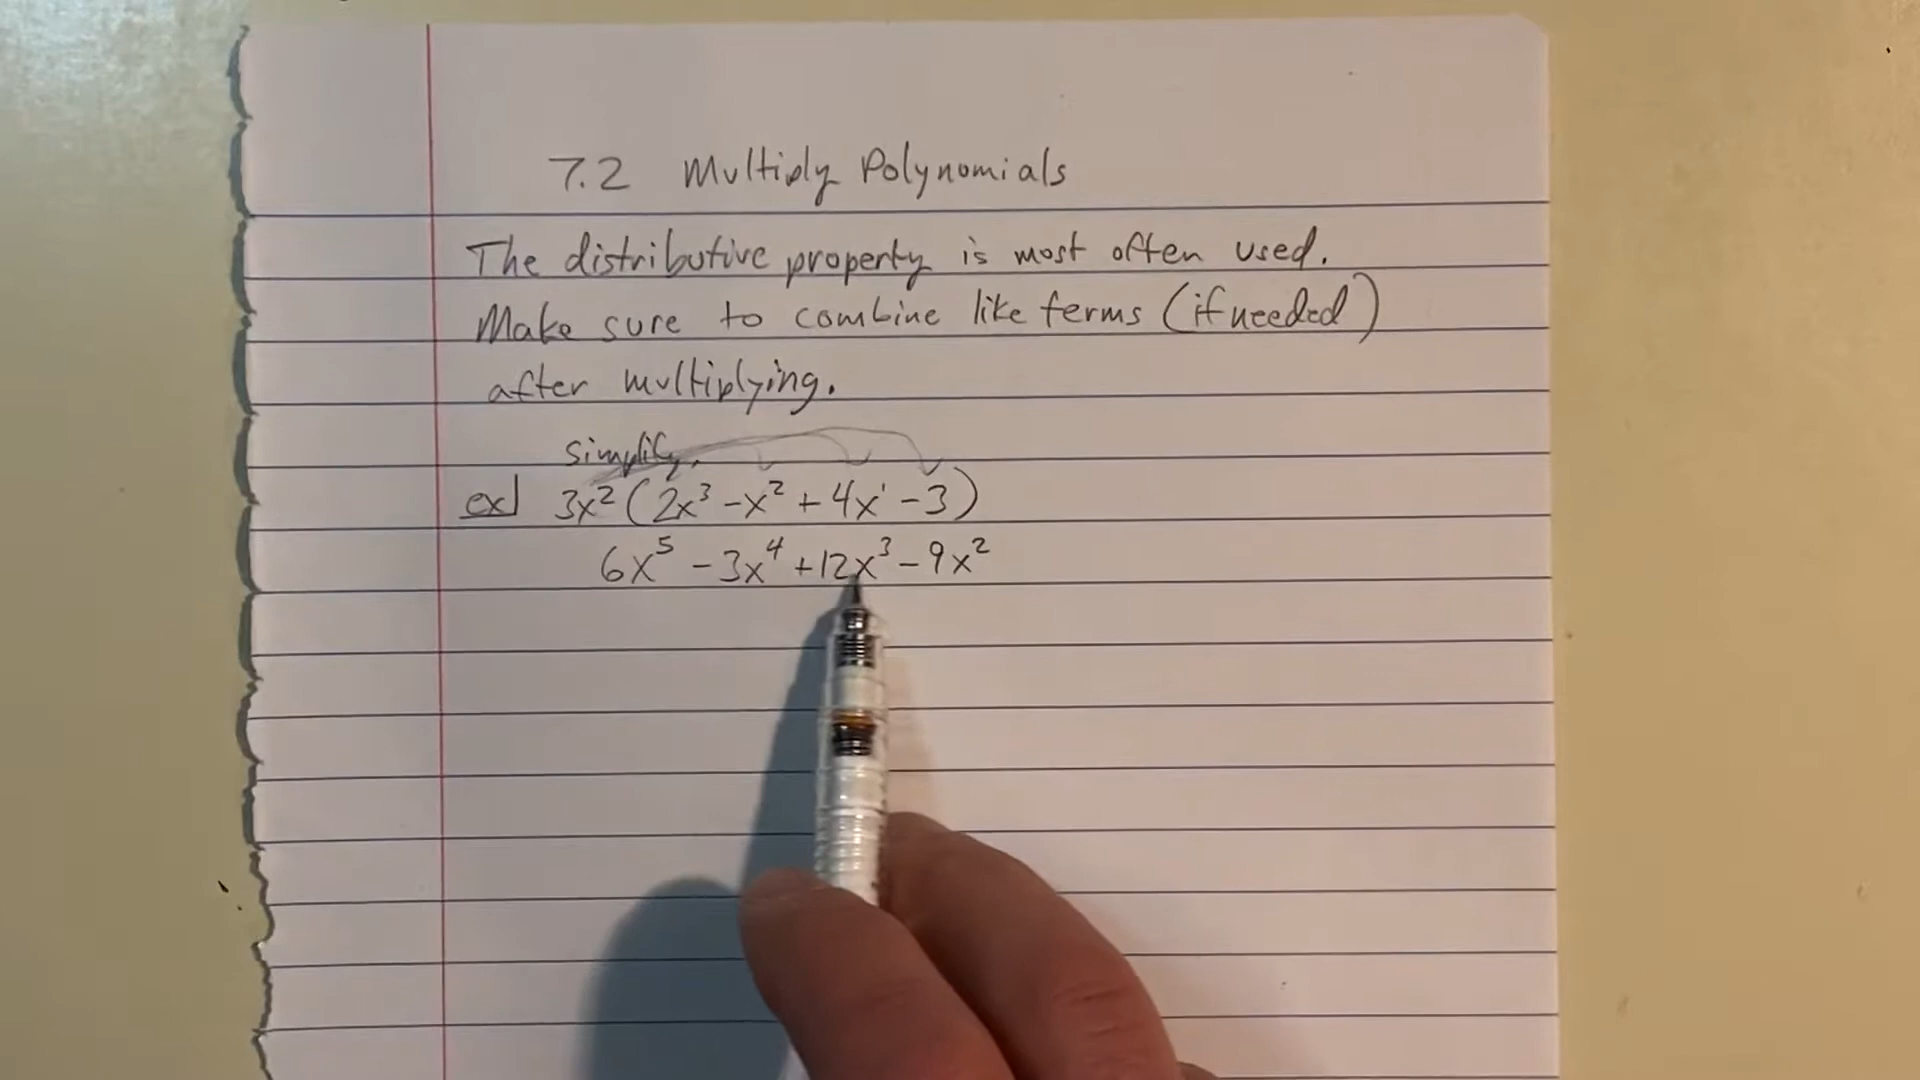 7.2 Multiply Polynomials
The distributive property is most often used.
Make sure to combine like terms (if needed)
after multiplying.
Simplify.
ex) 3x² (2x³ - x² + 4x¹ - 3)
6x⁵ - 3x⁴ + 12x³ - 9x²